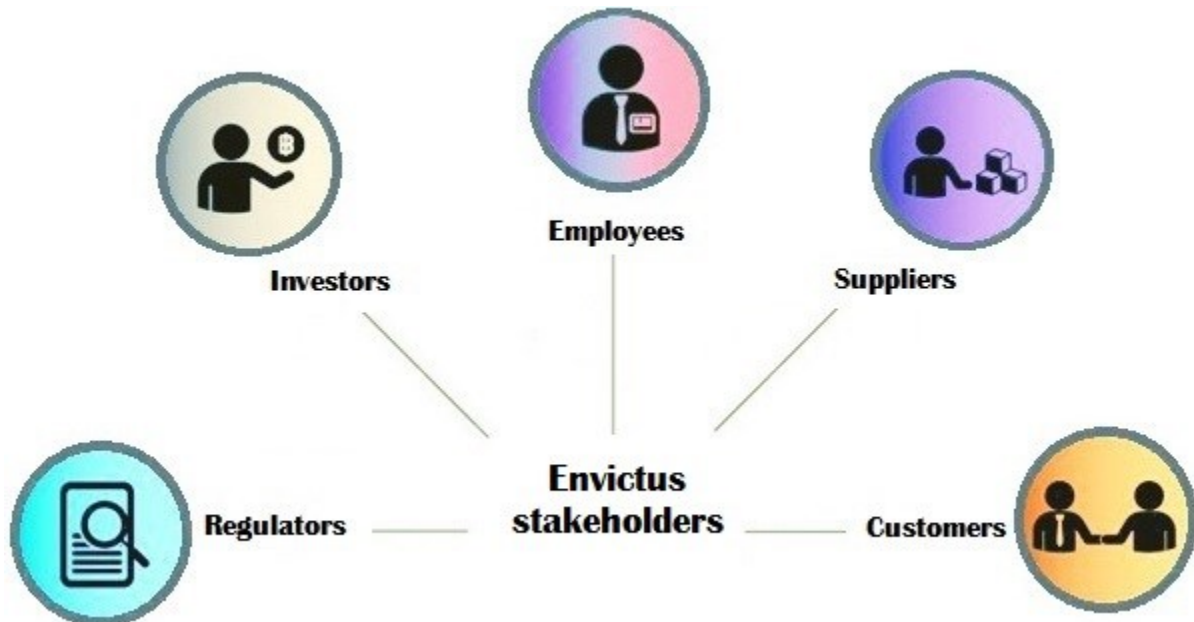 Employees
Investors
Suppliers
Envictus
stakeholders
Regulators
Customers